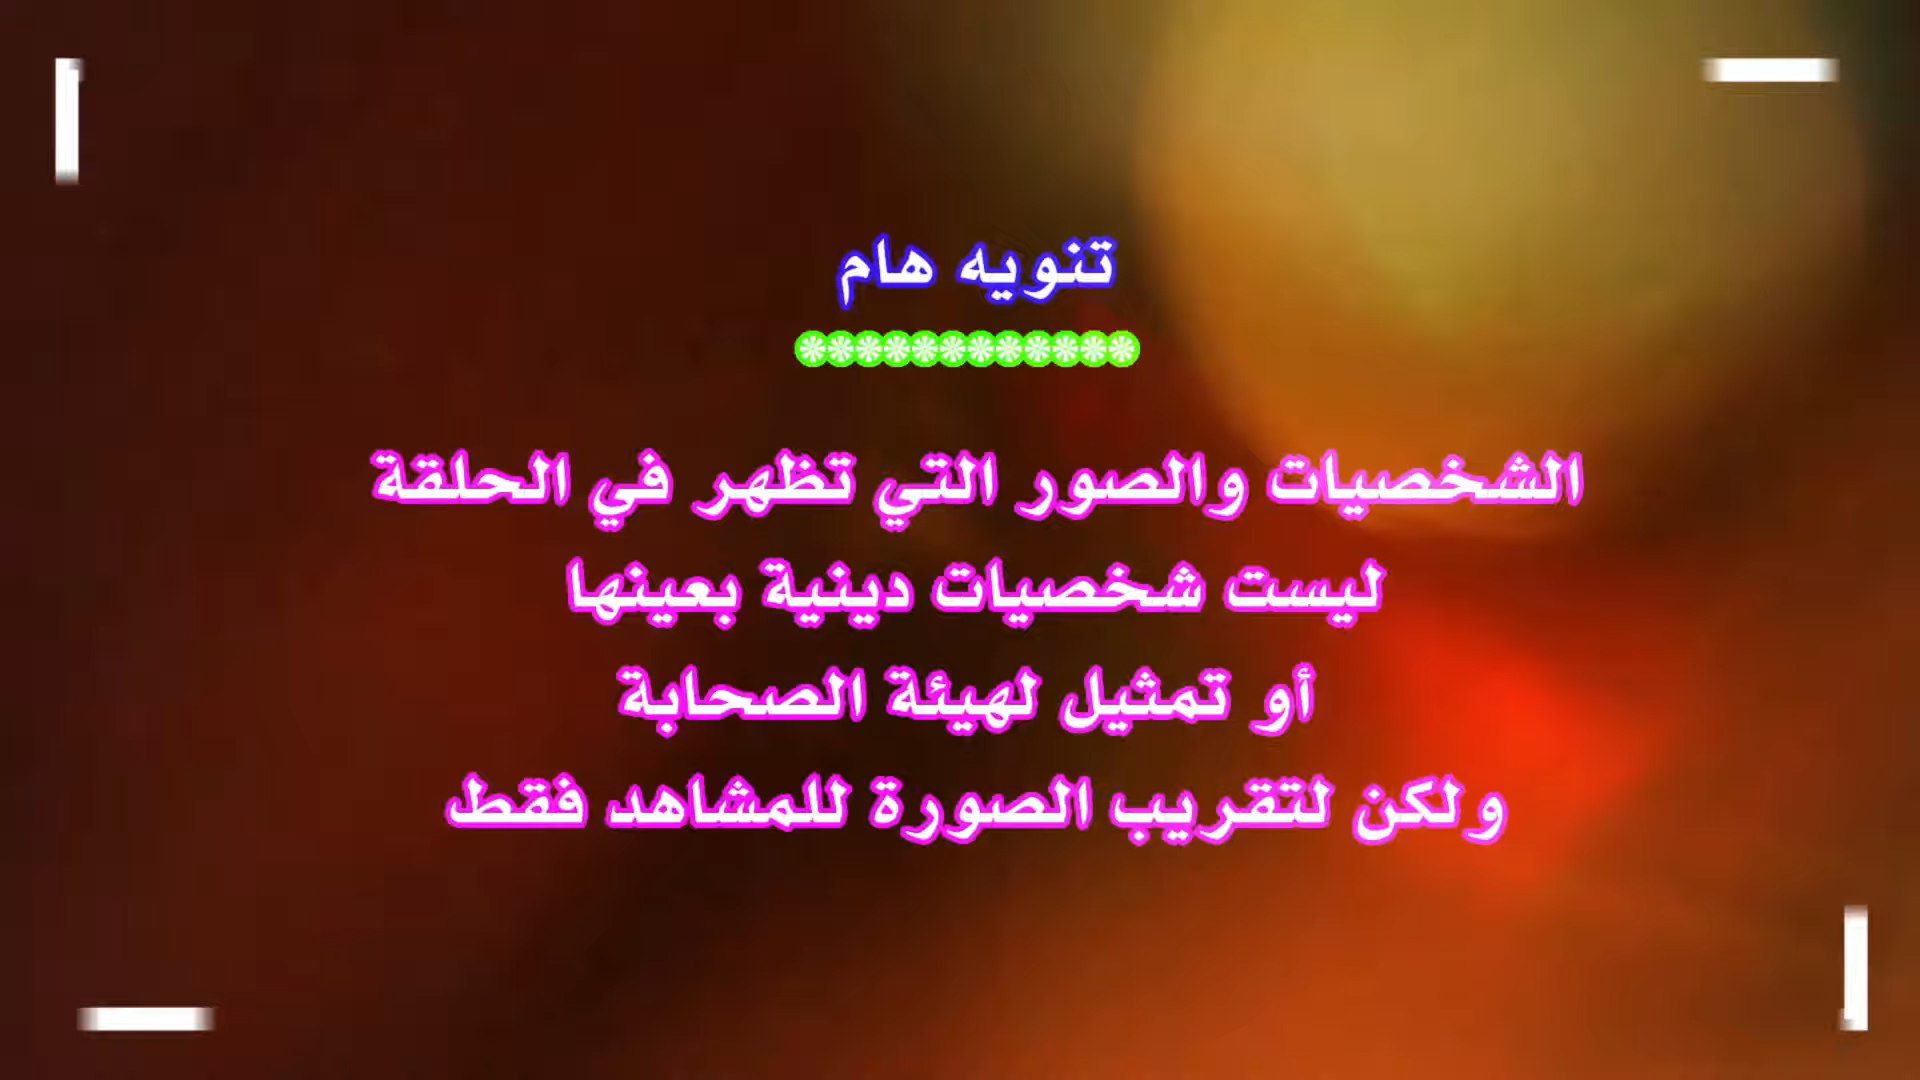 تنويه هام
الشخصيات والصور التي تظهر في الحلقة
ليست شخصيات دينية بعينها
أو تمثيل لهيئة الصحابة
ولكن لتقريب الصورة للمشاهد فقط